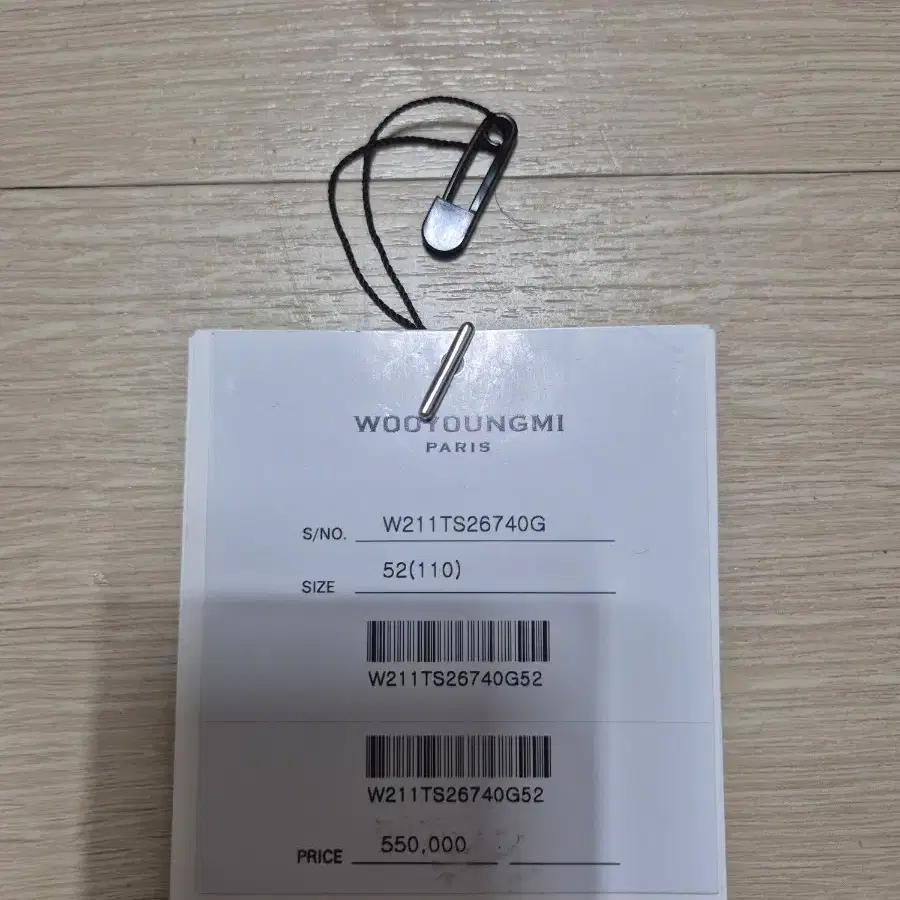 WOOYOUNGMI
PARIS
S/NO. W211TS26740G
SIZE 52(110)
W211TS26740G52
W211TS26740G52
PRICE 550,000